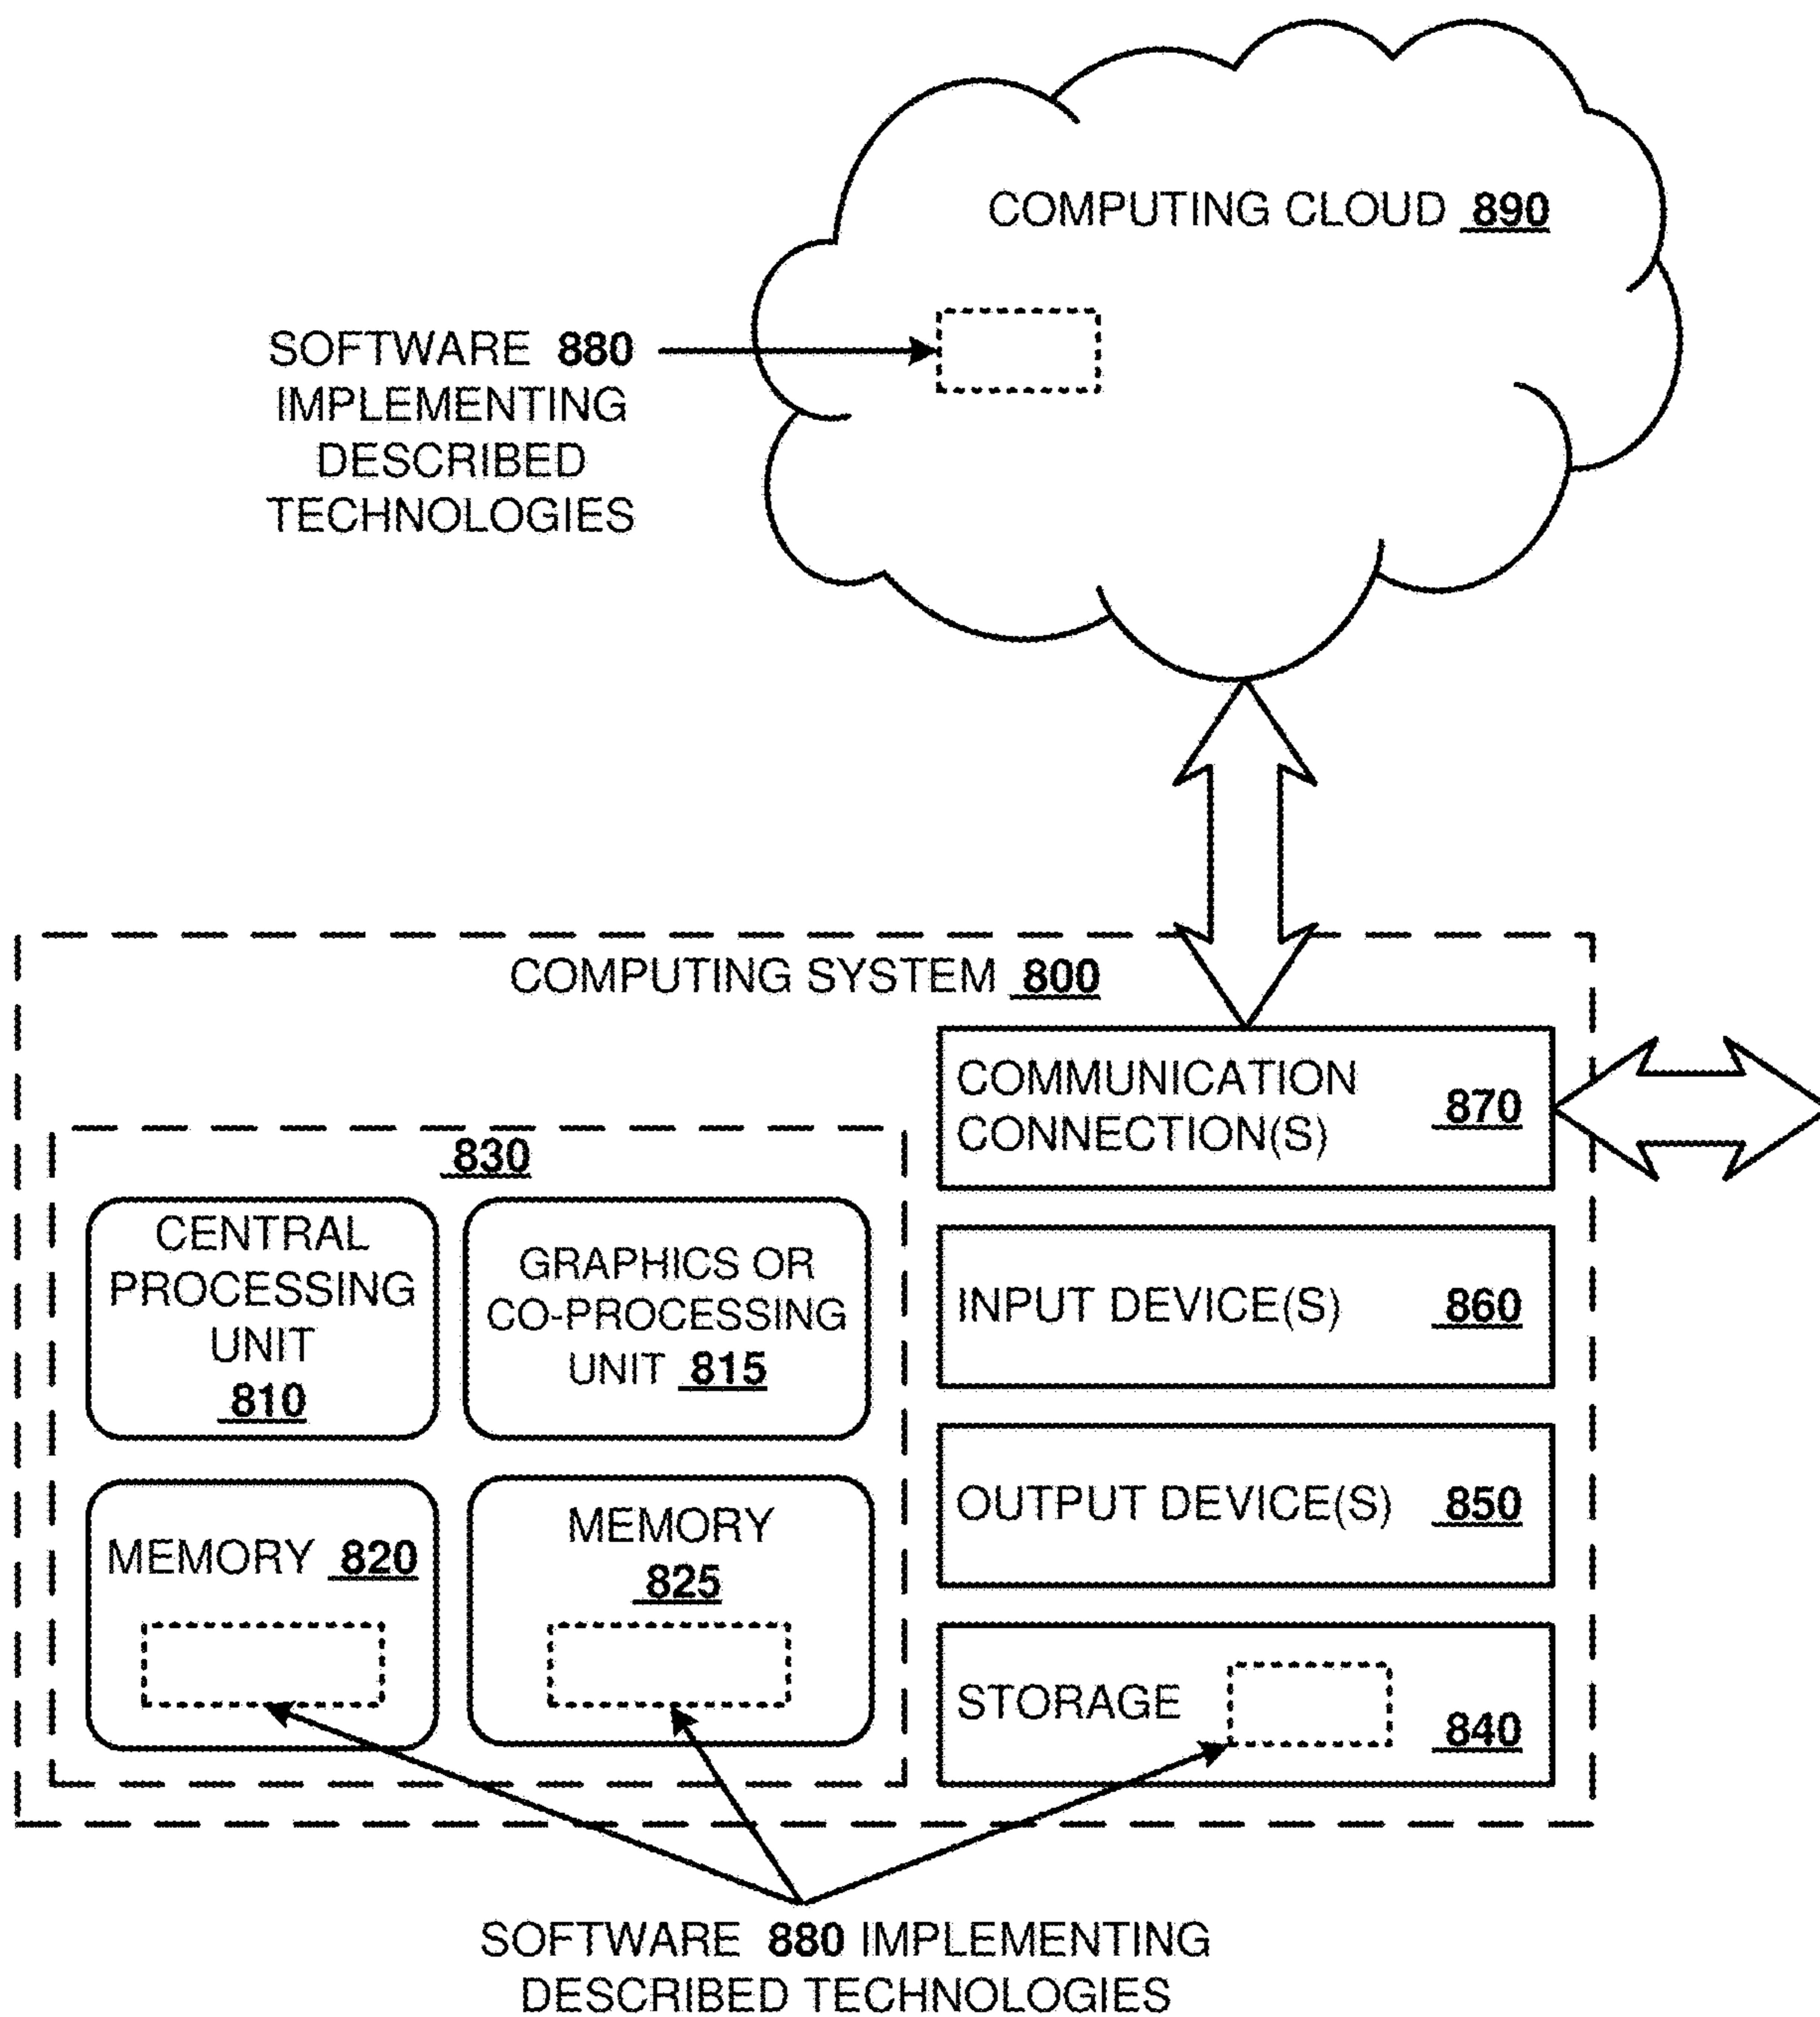 COMPUTING CLOUD 890
SOFTWARE 880
IMPLEMENTING
DESCRIBED
TECHNOLOGIES
COMPUTING SYSTEM 800
COMMUNICATION
CONNECTION(S)
870
830
CENTRAL
PROCESSING
UNIT
810
GRAPHICS OR
CO-PROCESSING
UNIT 815
INPUT DEVICE(S) 860
MEMORY 820
MEMORY
825
OUTPUT DEVICE(S) 850
STORAGE
840
SOFTWARE 880 IMPLEMENTING
DESCRIBED TECHNOLOGIES